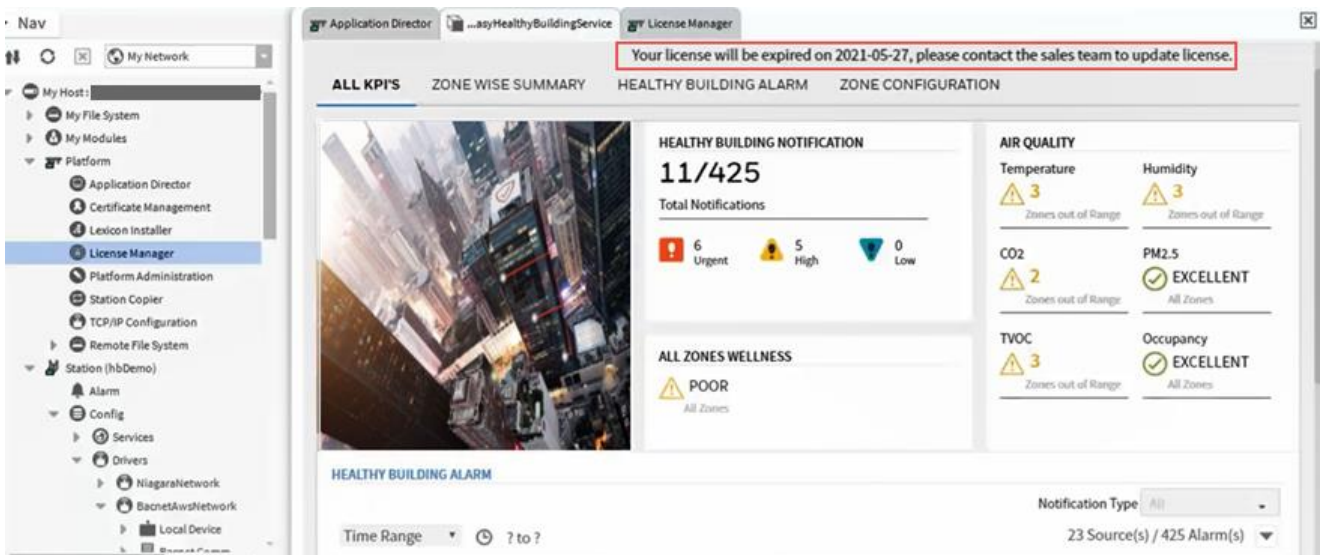 Nav
My Network
My Host:
My File System
My Modules
Platform
Application Director
Certificate Management
Lexicon Installer
License Manager
Platform Administration
Station Copier
TCP/IP Configuration
Remote File System
Station (hbDemo)
Alarm
Config
Services
Drivers
NiagaraNetwork
BacnetAwsNetwork
Local Device
Bacnet Comm
Application Director
...asyHealthyBuildingService
License Manager
Your license will be expired on 2021-05-27, please contact the sales team to update license.
ALL KPI'S
ZONE WISE SUMMARY
HEALTHY BUILDING ALARM
ZONE CONFIGURATION
HEALTHY BUILDING NOTIFICATION
11/425
Total Notifications
6
Urgent
5
High
0
Low
ALL ZONES WELLNESS
POOR
All Zones
AIR QUALITY
Temperature
3
Zones out of Range
Humidity
3
Zones out of Range
CO2
2
Zones out of Range
PM2.5
EXCELLENT
All Zones
TVOC
3
Zones out of Range
Occupancy
EXCELLENT
All Zones
HEALTHY BUILDING ALARM
Notification Type
All
Time Range
? to ?
23 Source(s) / 425 Alarm(s)